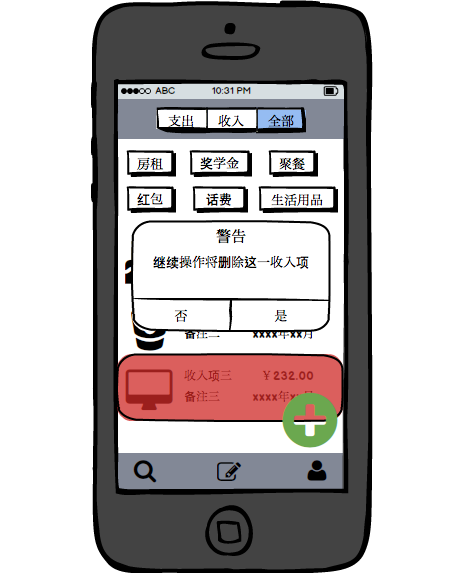 ABC 10:31 PM
支出 收入 全部
房租 奖学金 聚餐
红包 话费 生活用品
警告
继续操作将删除这一收入项
否 是
备注二 xxxx年xx月
收入项三 ￥232.00
备注三 xxxx年xx